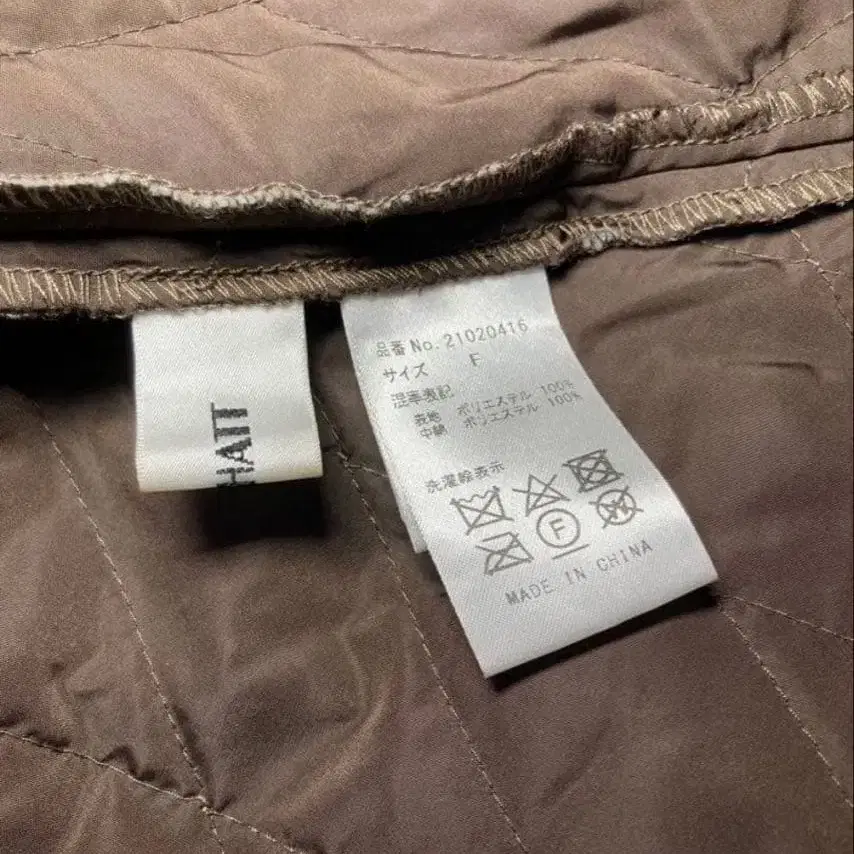 品番 No. 21020416
サイズ F
混率表記
表地 ポリエステル 100%
中綿 ポリエステル 100%
洗濯絵表示
F
W
MADE IN CHINA